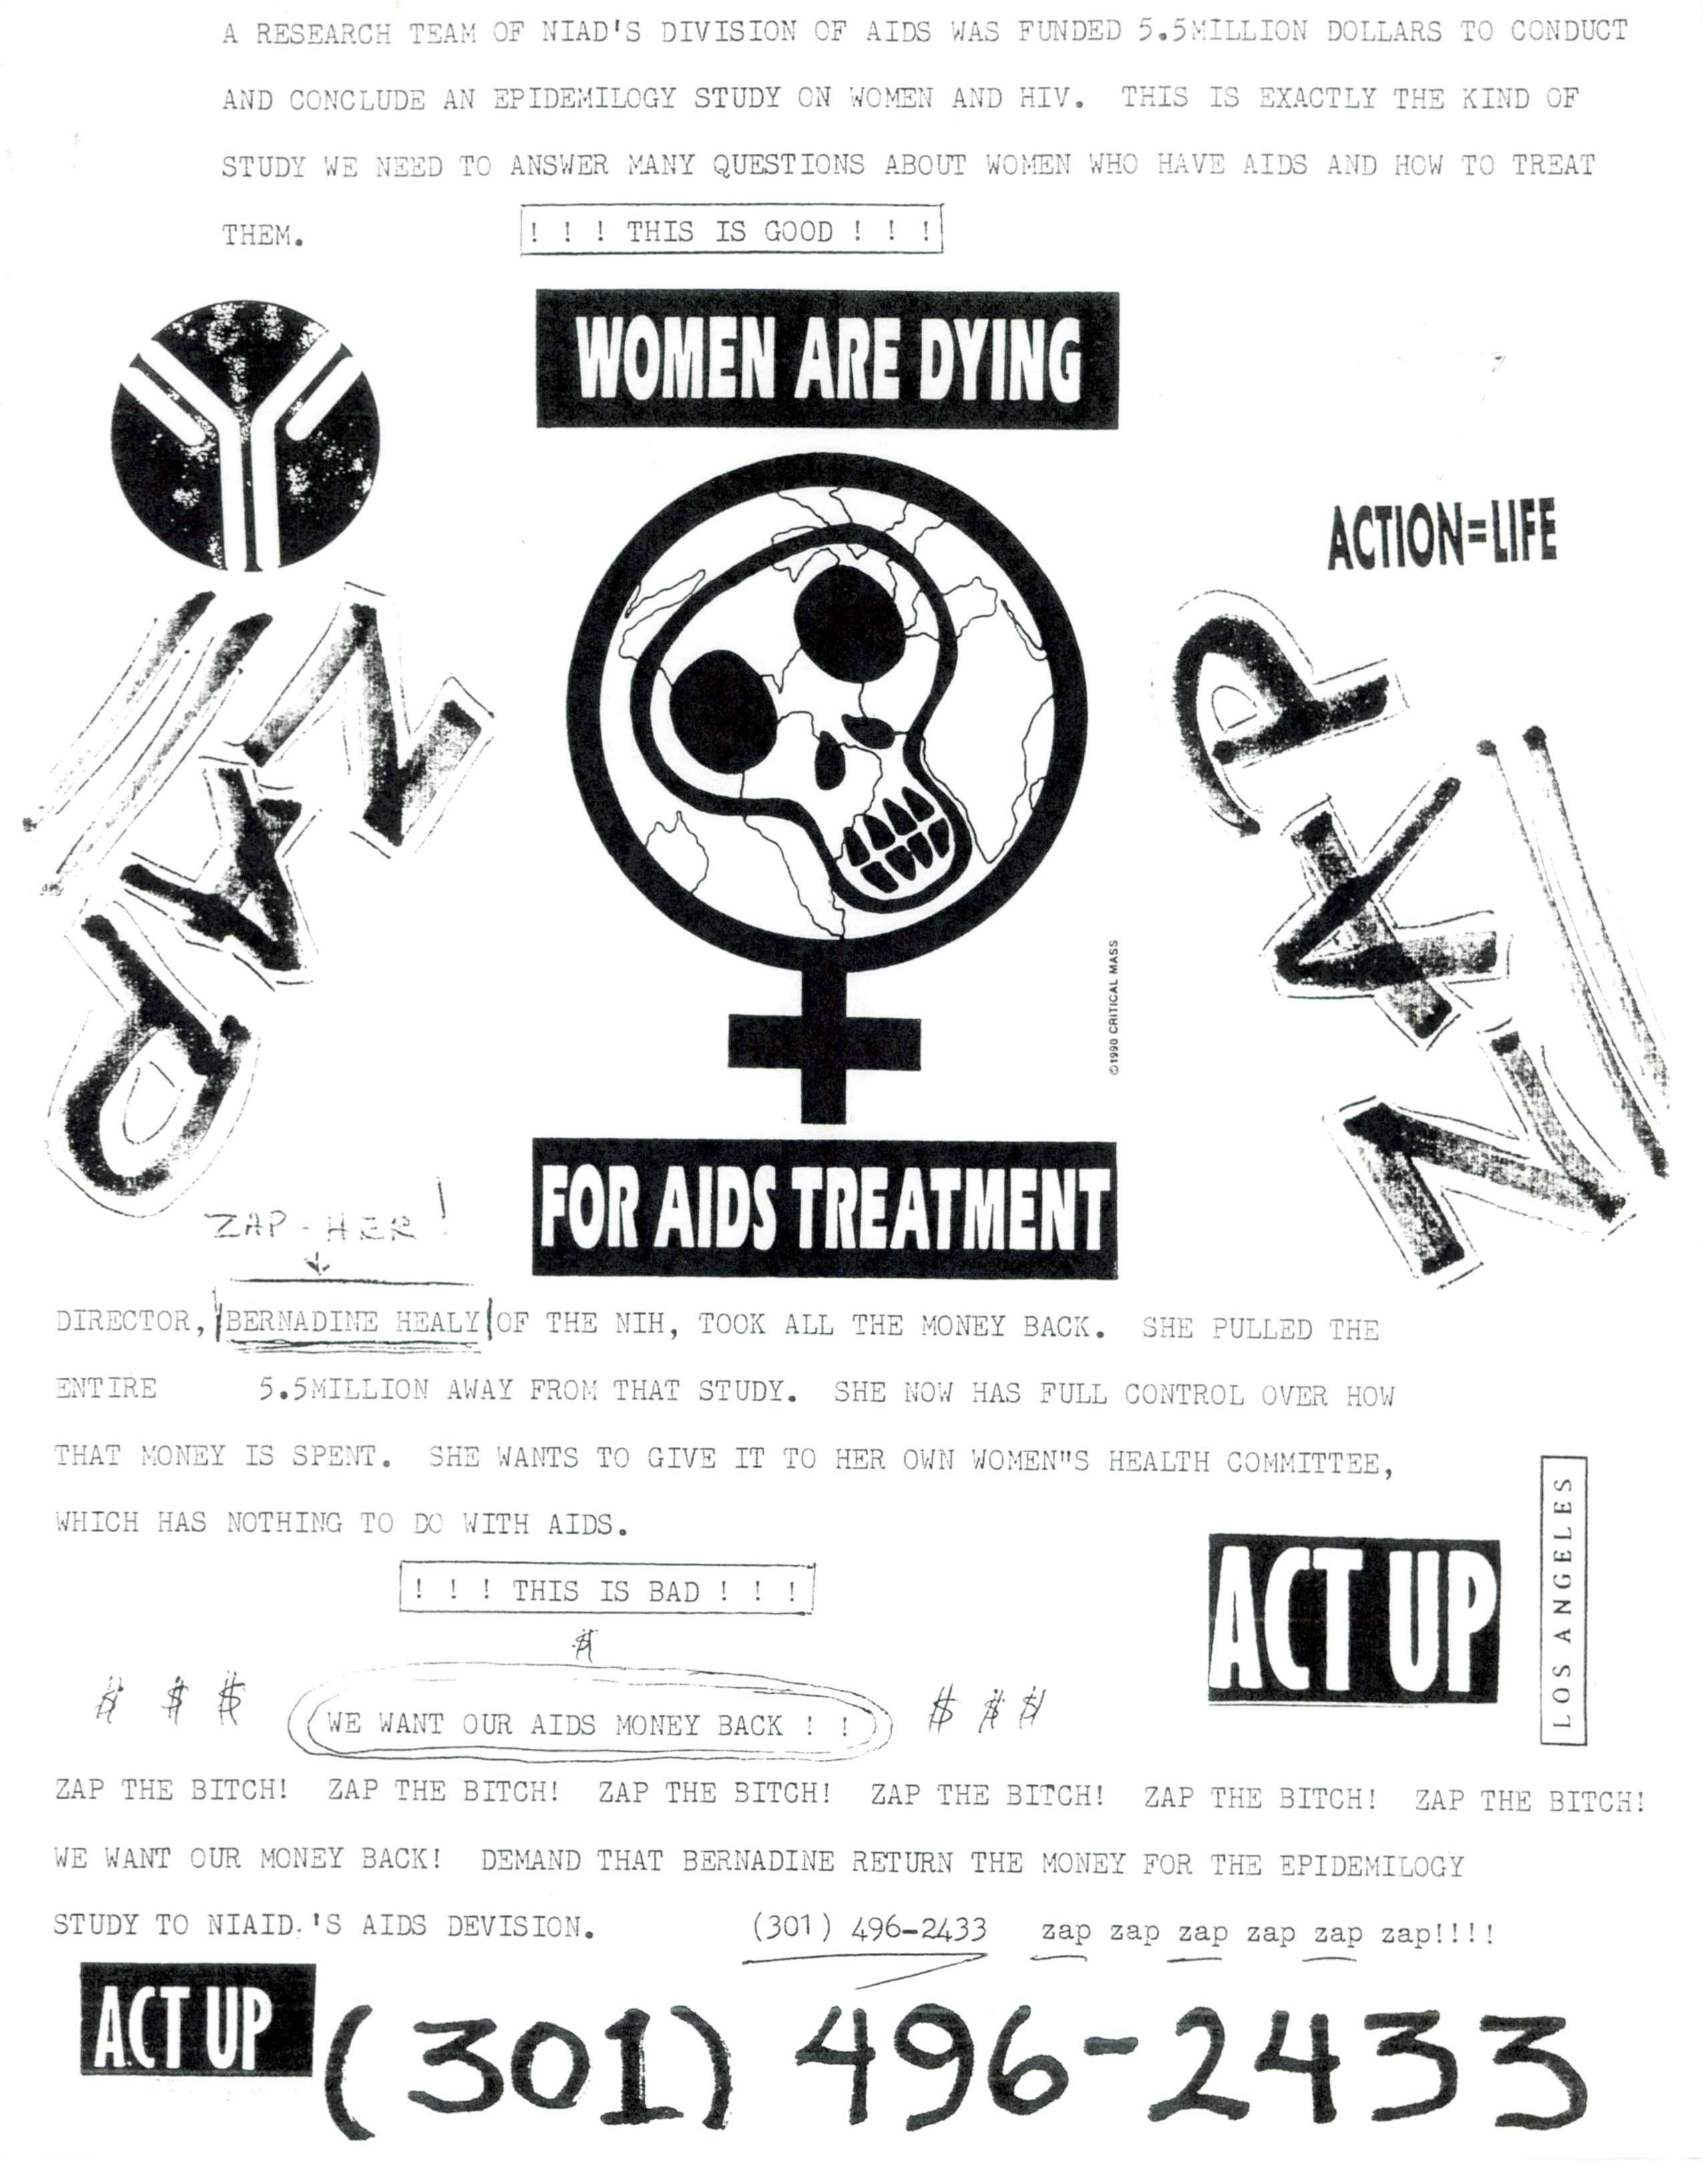 A RESEARCH TEAM OF NIAD'S DIVISION OF AIDS WAS FUNDED 5.5MILLION DOLLARS TO CONDUCT
AND CONCLUDE AN EPIDEMILOGY STUDY ON WOMEN AND HIV. THIS IS EXACTLY THE KIND OF
STUDY WE NEED TO ANSWER MANY QUESTIONS ABOUT WOMEN WHO HAVE AIDS AND HOW TO TREAT
THEM. ! ! ! THIS IS GOOD ! ! !
WOMEN ARE DYING
ACTION=LIFE
ZAP
ZAP
©1990 CRITICAL MASS
FOR AIDS TREATMENT
ZAP-HER!
DIRECTOR, BERNADINE HEALY OF THE NIH, TOOK ALL THE MONEY BACK. SHE PULLED THE
ENTIRE 5.5MILLION AWAY FROM THAT STUDY. SHE NOW HAS FULL CONTROL OVER HOW
THAT MONEY IS SPENT. SHE WANTS TO GIVE IT TO HER OWN WOMEN"S HEALTH COMMITTEE,
WHICH HAS NOTHING TO DO WITH AIDS.
ACT UP
LOS ANGELES
! ! ! THIS IS BAD ! ! !
$
$ $ $ WE WANT OUR AIDS MONEY BACK ! ! $ $ $
ZAP THE BITCH! ZAP THE BITCH! ZAP THE BITCH! ZAP THE BITCH! ZAP THE BITCH! ZAP THE BITCH!
WE WANT OUR MONEY BACK! DEMAND THAT BERNADINE RETURN THE MONEY FOR THE EPIDEMILOGY
STUDY TO NIAID.'S AIDS DEVISION. (301) 496-2433 zap zap zap zap zap zap!!!!
ACT UP (301) 496-2433